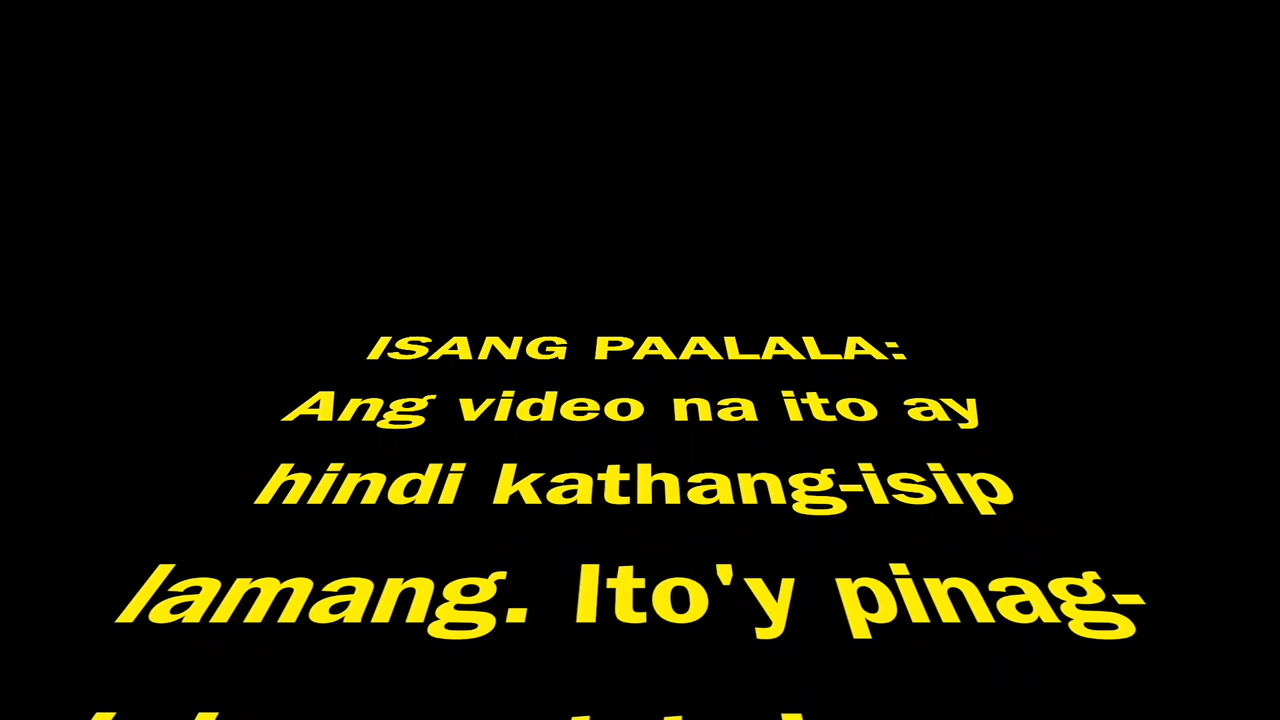 ISANG PAALALA:
Ang video na ito ay
hindi kathang-isip
lamang. Ito'y pinag-